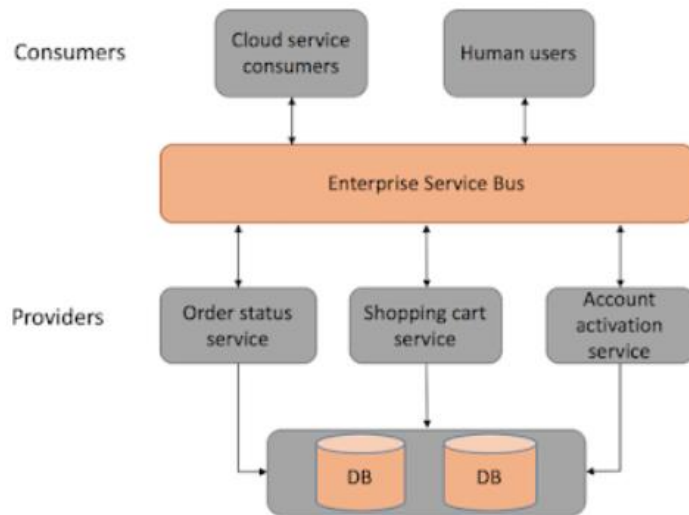 Consumers
Cloud service
consumers
Human users
Enterprise Service Bus
Providers
Order status
service
Shopping cart
service
Account
activation
service
DB
DB